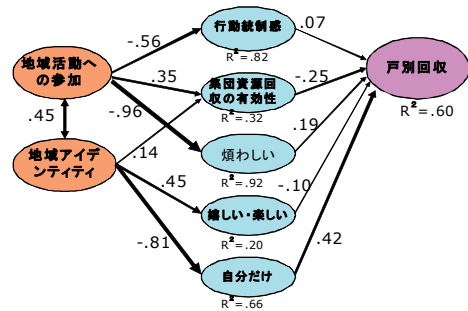 地域活動へ
の参加
.45
地域アイデ
ンティティ
-.56
.35
-.96
.14
.45
-.81
行動統制感
R²=.82
集団資源回
収の有効性
R²=.32
煩わしい
R²=.92
嬉しい・楽しい
R²=.20
自分だけ
R²=.66
.07
-.25
.19
-.10
.42
戸別回収
R²=.60